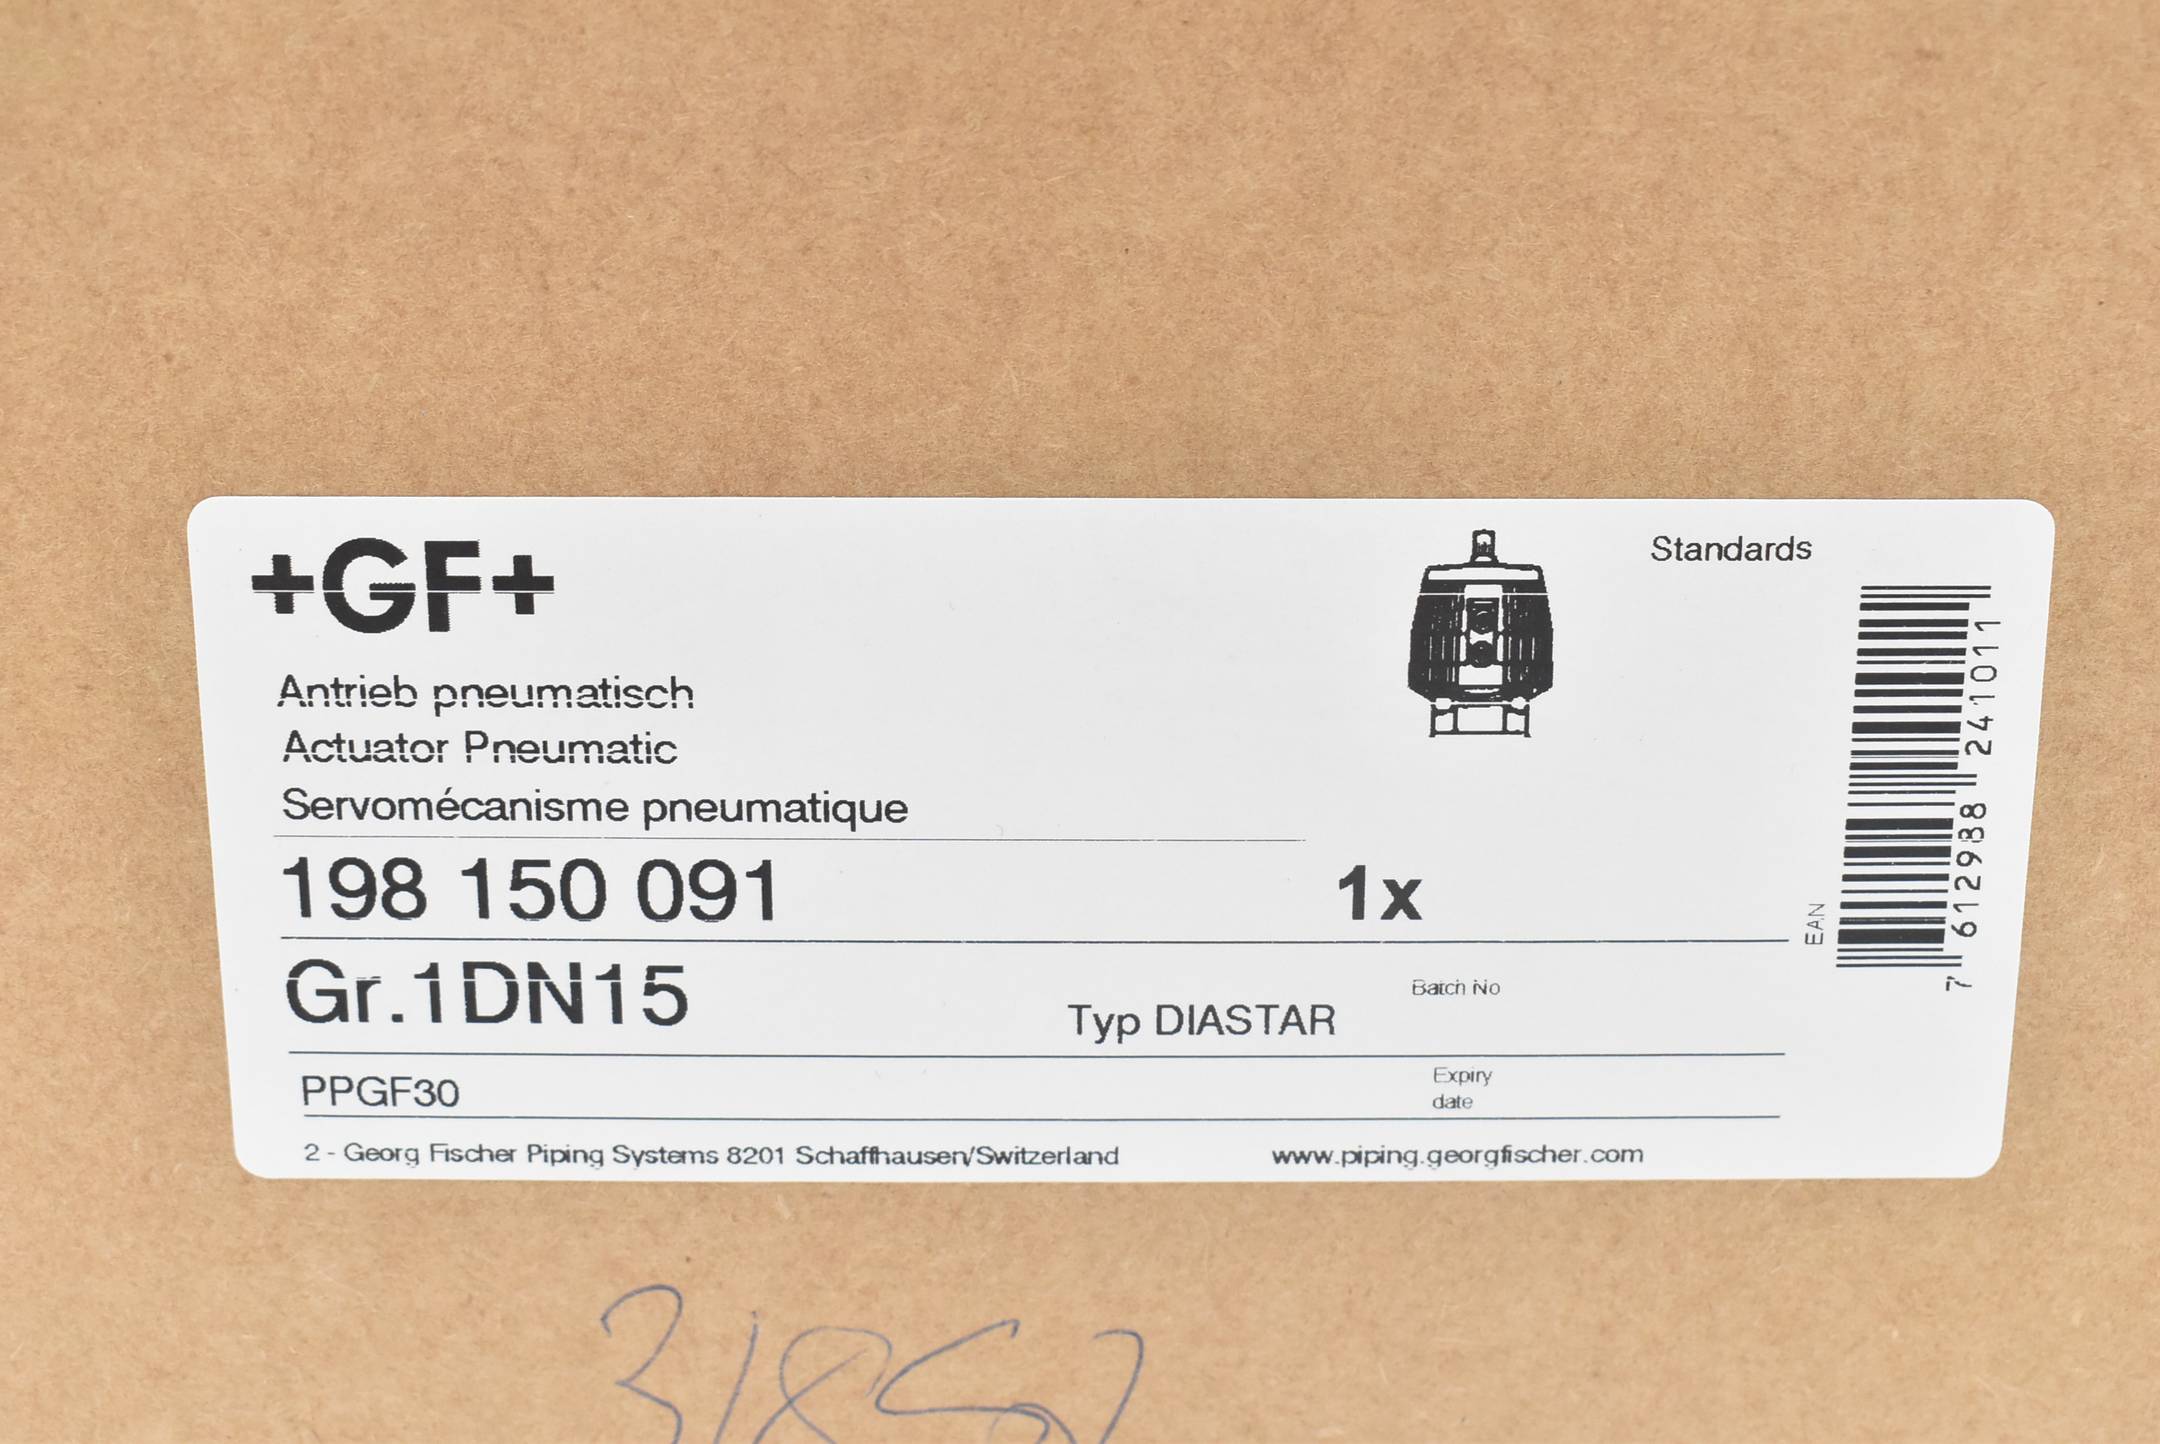 +GF+
Standards
Antrieb pneumatisch
Actuator Pneumatic
Servomécanisme pneumatique
198 150 091 1x
EAN
7 612988 241011
Gr.1DN15 Typ DIASTAR Batch No
PPGF30 Expiry
date
2 - Georg Fischer Piping Systems 8201 Schaffhausen/Switzerland www.piping.georgfischer.com